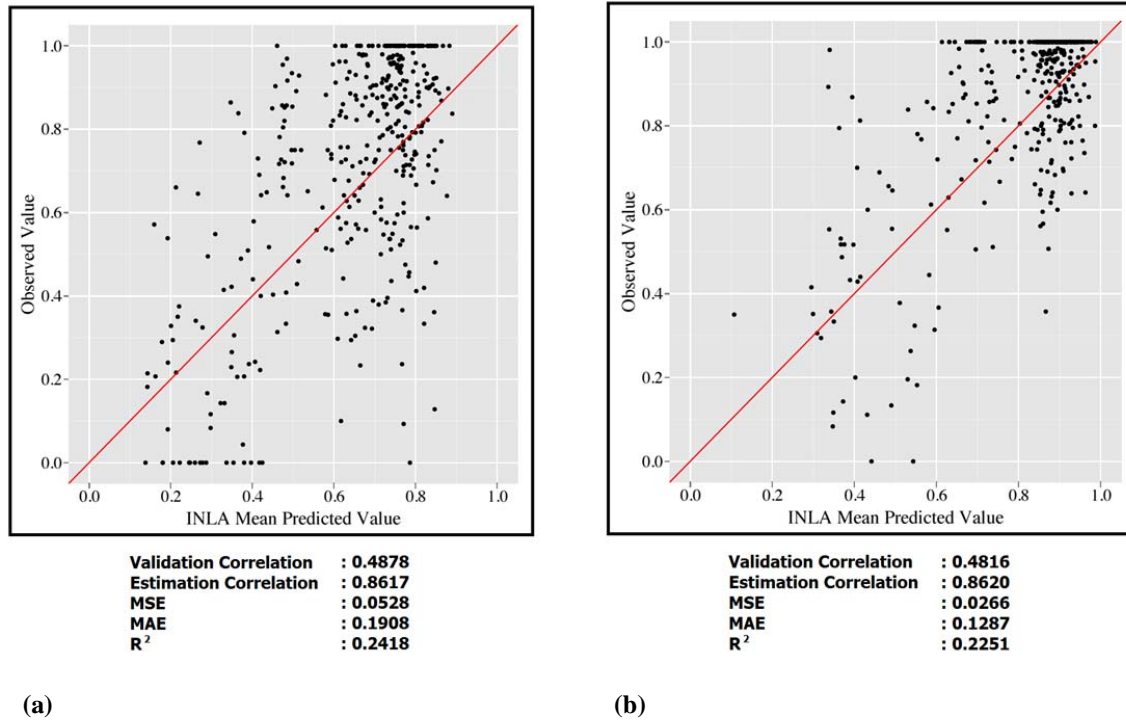 1.0
0.8
0.6
0.4
0.2
0.0
Observed Value
0.0 0.2 0.4 0.6 0.8 1.0
INLA Mean Predicted Value
Validation Correlation : 0.4878
Estimation Correlation : 0.8617
MSE : 0.0528
MAE : 0.1908
R² : 0.2418
(a)
1.0
0.8
0.6
0.4
0.2
0.0
Observed Value
0.0 0.2 0.4 0.6 0.8 1.0
INLA Mean Predicted Value
Validation Correlation : 0.4816
Estimation Correlation : 0.8620
MSE : 0.0266
MAE : 0.1287
R² : 0.2251
(b)